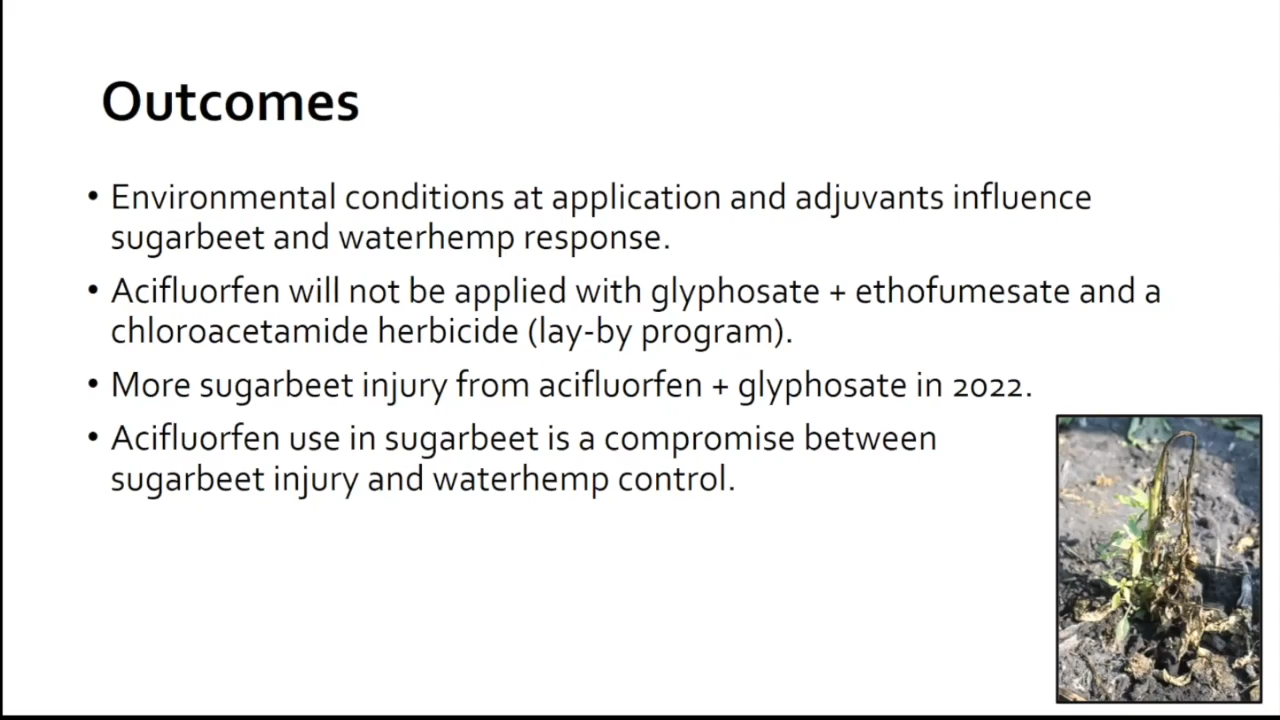 Outcomes
• Environmental conditions at application and adjuvants influence
sugarbeet and waterhemp response.
• Acifluorfen will not be applied with glyphosate + ethofumesate and a
chloroacetamide herbicide (lay-by program).
• More sugarbeet injury from acifluorfen + glyphosate in 2022.
• Acifluorfen use in sugarbeet is a compromise between
sugarbeet injury and waterhemp control.